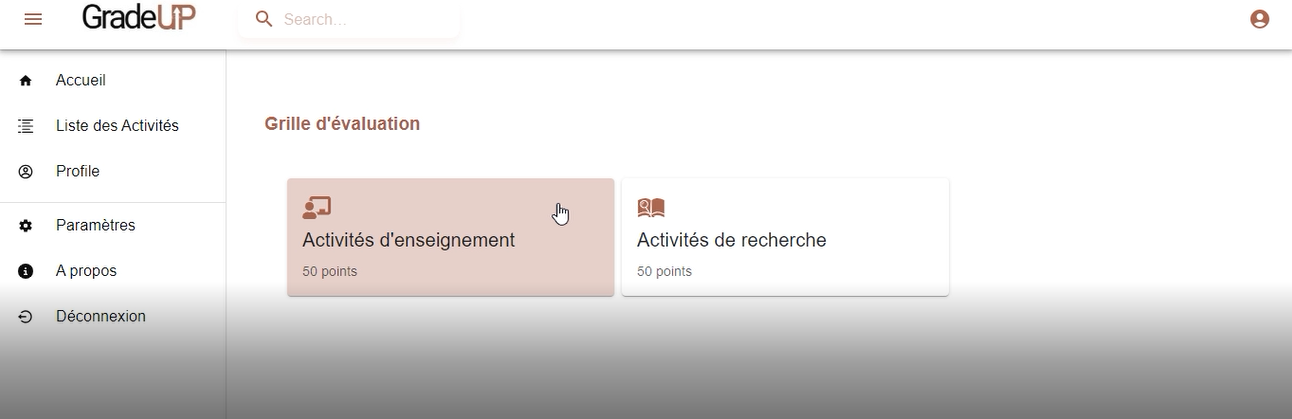 GradeUP
Search...
Accueil
Liste des Activités
Profile
Paramètres
A propos
Déconnexion
Grille d'évaluation
Activités d'enseignement
50 points
Activités de recherche
50 points